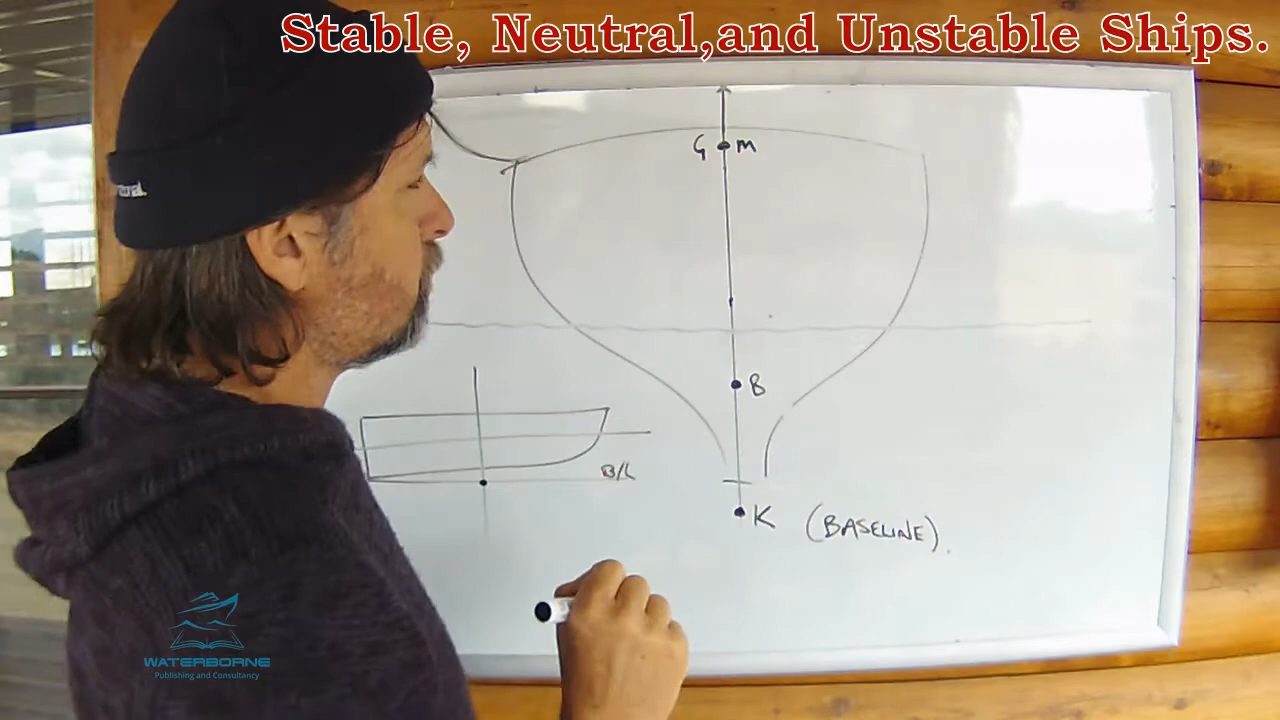 Stable, Neutral,and Unstable Ships.
G M
B
B/L
K (BASELINE).
WATERBORNE
Publishing and Consultancy